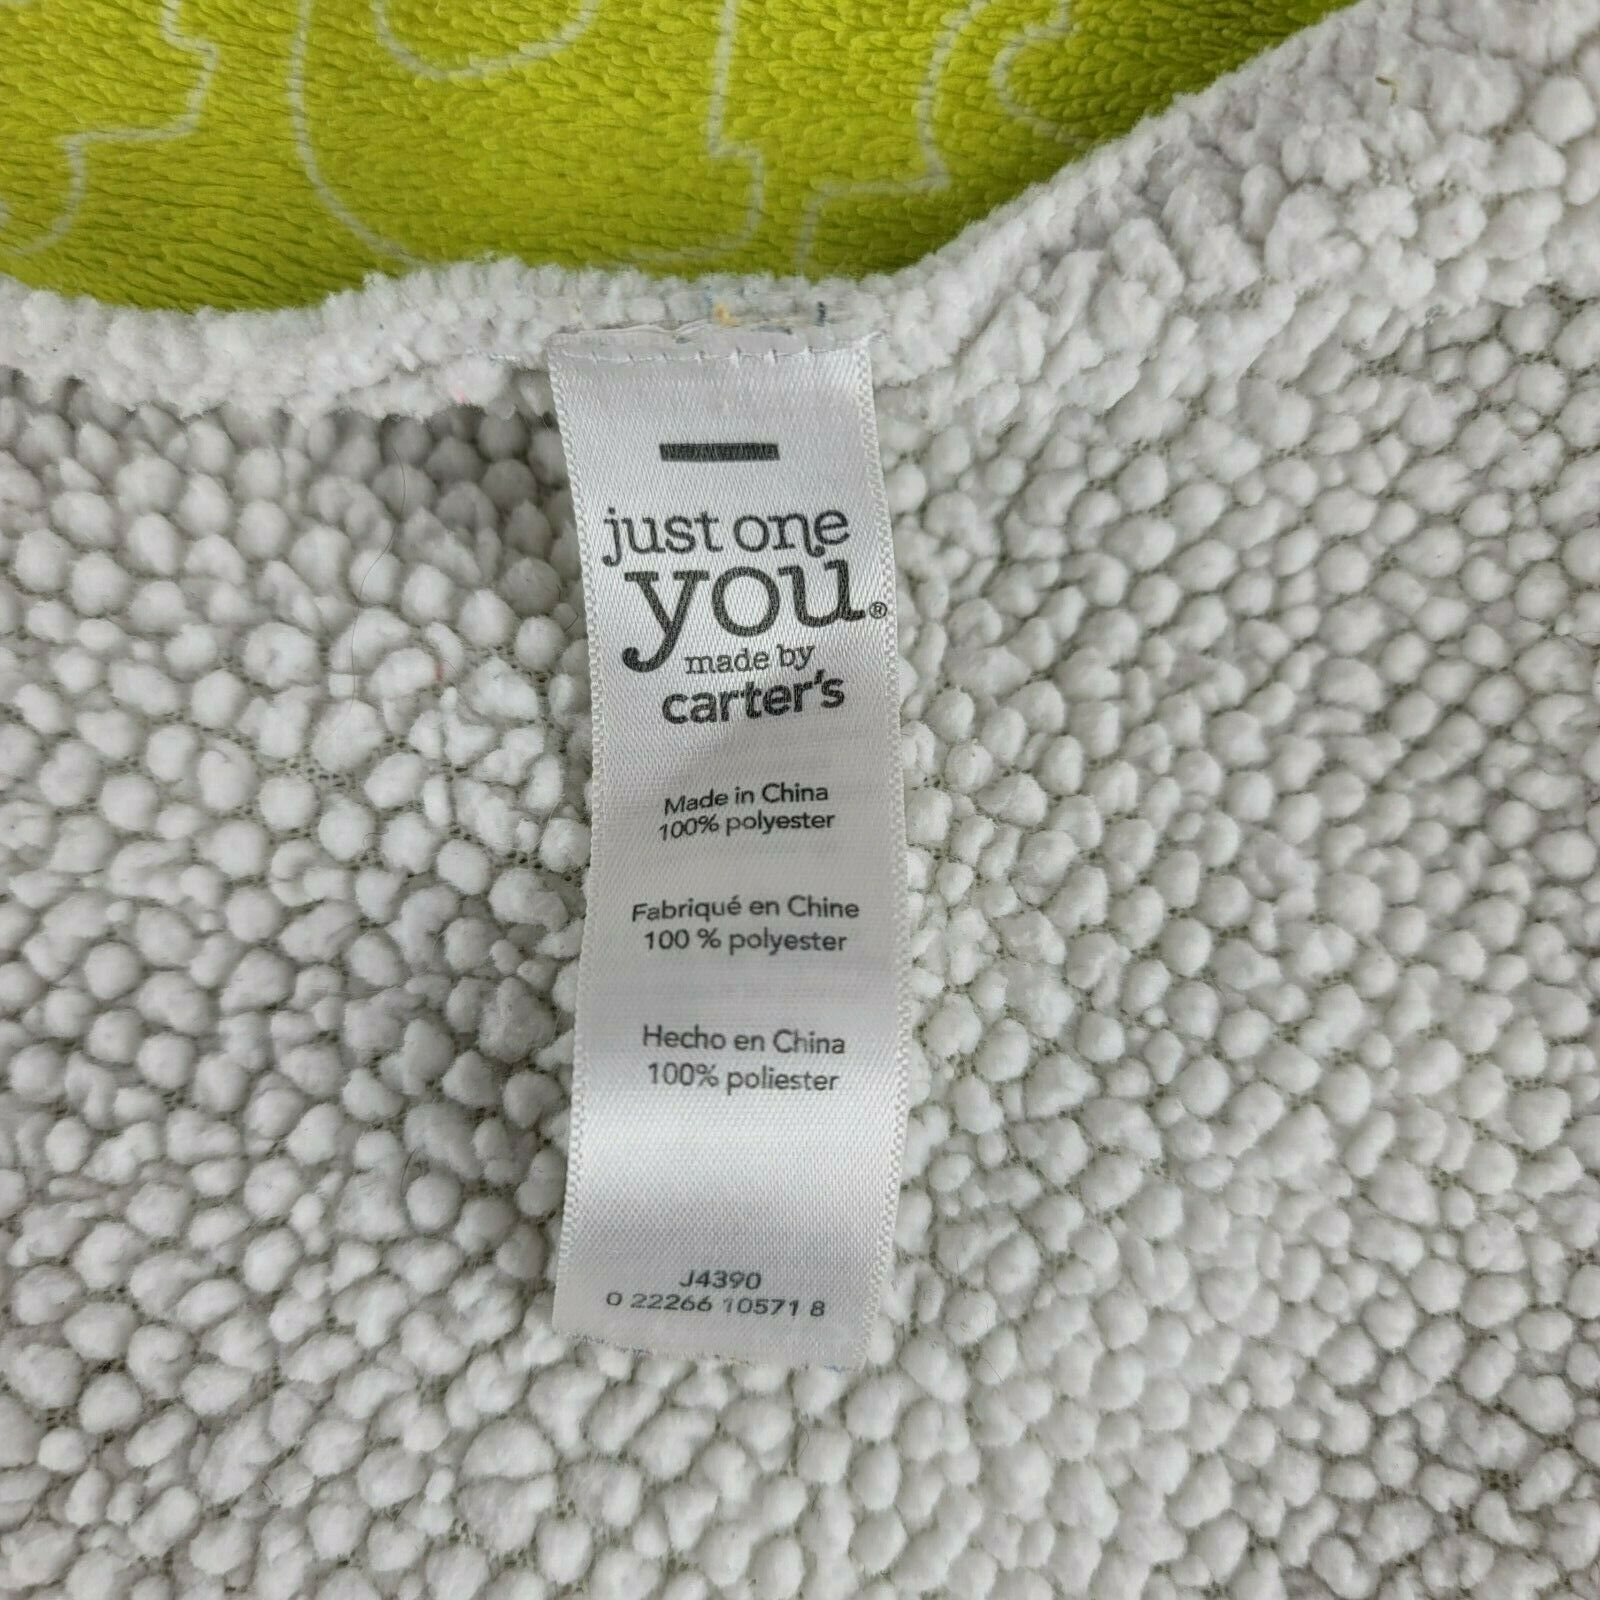 just one
you®
made by
carter's
Made in China
100% polyester
Fabriqué en Chine
100 % polyester
Hecho en China
100% poliester
J4390
0 22266 10571 8